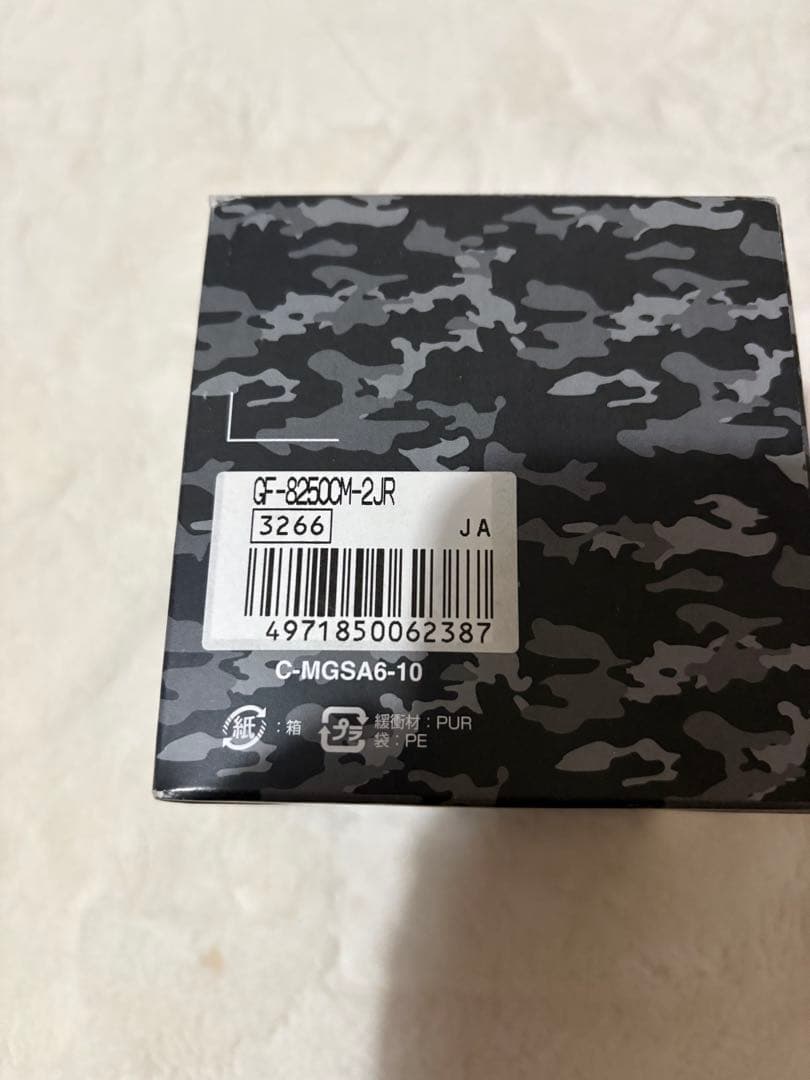 GF-8250CM-2JR
3266 JA
4971850062387
C-MGSA6-10
紙 : 箱
プラ 緩衝材 : PUR
袋 : PE